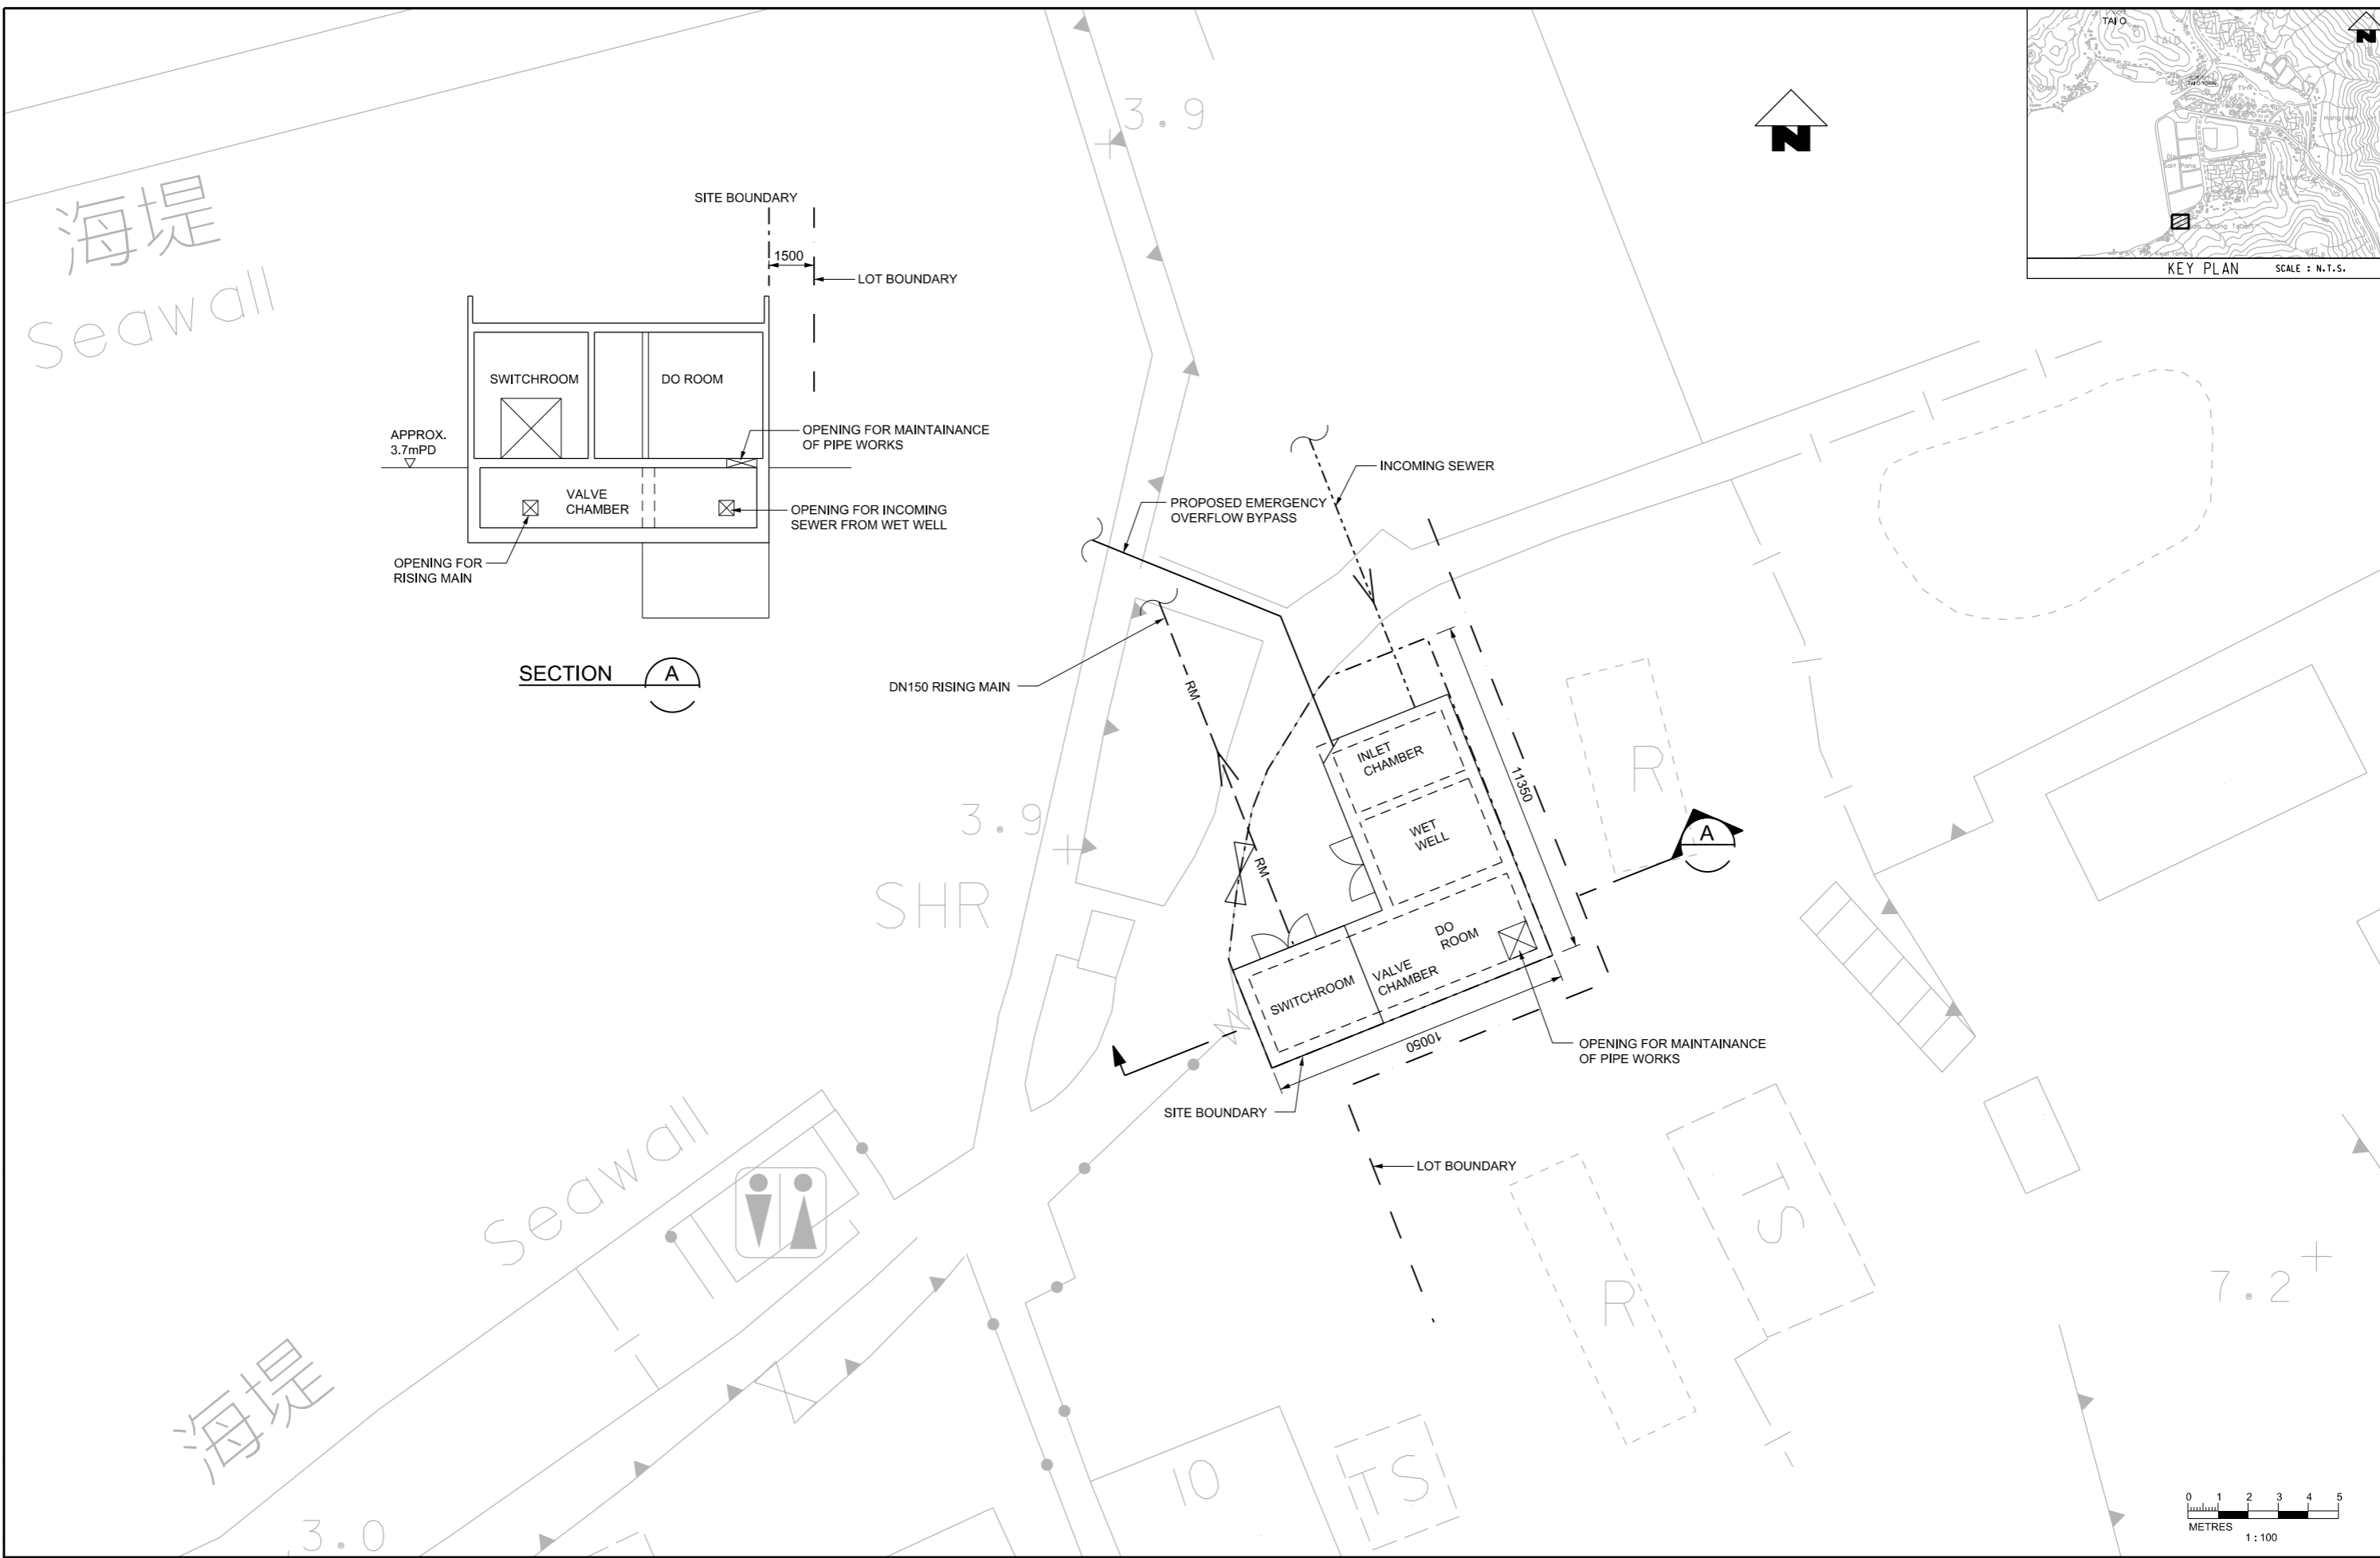 海堤
Seawall
3.9
SITE BOUNDARY
1500
LOT BOUNDARY
SWITCHROOM
DO ROOM
APPROX.
3.7mPD
OPENING FOR MAINTAINANCE
OF PIPE WORKS
VALVE
CHAMBER
OPENING FOR INCOMING
SEWER FROM WET WELL
OPENING FOR
RISING MAIN
SECTION
A
N
TAI O
TAI O
N
KEY PLAN
SCALE : N.T.S.
INCOMING SEWER
PROPOSED EMERGENCY
OVERFLOW BYPASS
DN150 RISING MAIN
RM
RM
INLET
CHAMBER
WET
WELL
11350
DO
ROOM
VALVE
CHAMBER
SWITCHROOM
10050
A
R
3.9
SHR
OPENING FOR MAINTAINANCE
OF PIPE WORKS
SITE BOUNDARY
LOT BOUNDARY
Seawall
海堤
3.0
10
TS
R
TS
7.2
0 1 2 3 4 5
METRES
1 : 100